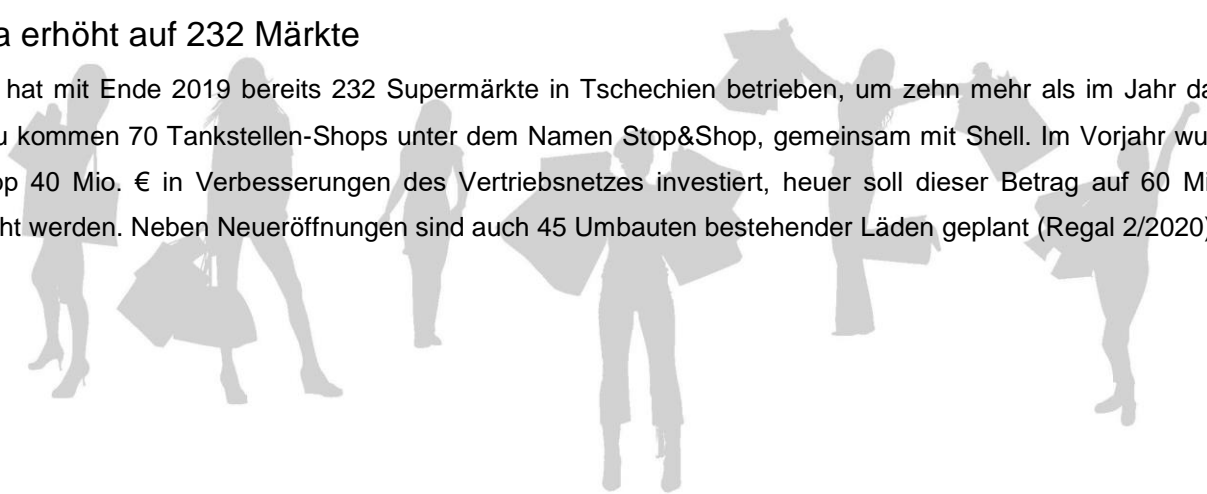 a erhöht auf 232 Märkte
hat mit Ende 2019 bereits 232 Supermärkte in Tschechien betrieben, um zehn mehr als im Jahr da
u kommen 70 Tankstellen-Shops unter dem Namen Stop&Shop, gemeinsam mit Shell. Im Vorjahr wu
op 40 Mio. € in Verbesserungen des Vertriebsnetzes investiert, heuer soll dieser Betrag auf 60 Mi
ht werden. Neben Neueröffnungen sind auch 45 Umbauten bestehender Läden geplant (Regal 2/2020)